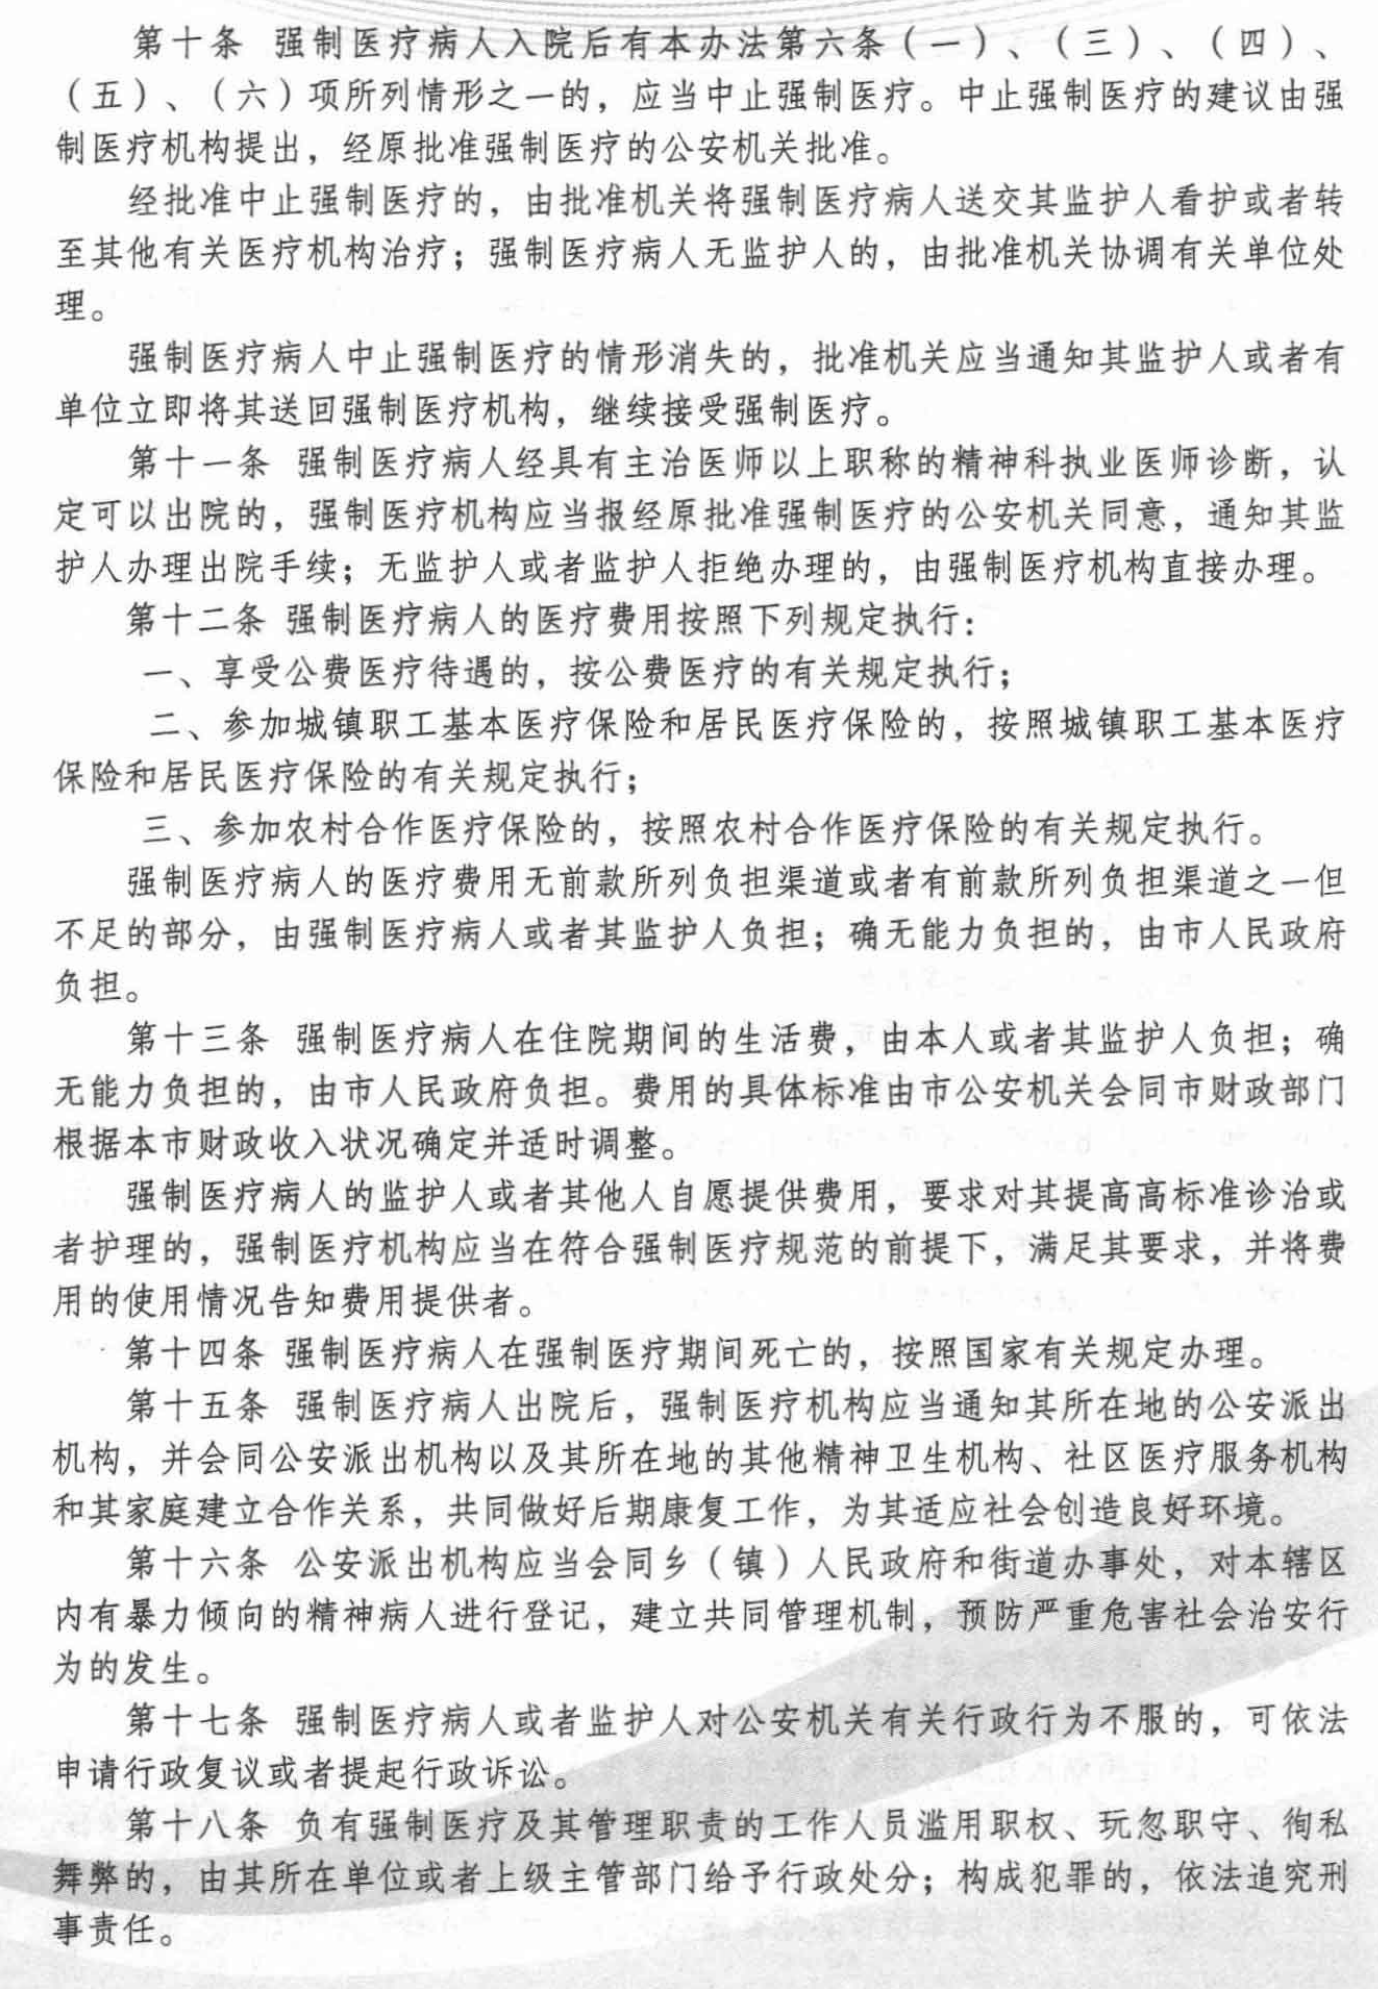 第十条 强制医疗病人入院后有本办法第六条（一）、（三）、（四）、
（五）、（六）项所列情形之一的，应当中止强制医疗。中止强制医疗的建议由强
制医疗机构提出，经原批准强制医疗的公安机关批准。
经批准中止强制医疗的，由批准机关将强制医疗病人送交其监护人看护或者转
至其他有关医疗机构治疗；强制医疗病人无监护人的，由批准机关协调有关单位处
理。
强制医疗病人中止强制医疗的情形消失的，批准机关应当通知其监护人或者有
单位立即将其送回强制医疗机构，继续接受强制医疗。
第十一条 强制医疗病人经具有主治医师以上职称的精神科执业医师诊断，认
定可以出院的，强制医疗机构应当报经原批准强制医疗的公安机关同意，通知其监
护人办理出院手续；无监护人或者监护人拒绝办理的，由强制医疗机构直接办理。
第十二条 强制医疗病人的医疗费用按照下列规定执行：
一、享受公费医疗待遇的，按公费医疗的有关规定执行；
二、参加城镇职工基本医疗保险和居民医疗保险的，按照城镇职工基本医疗
保险和居民医疗保险的有关规定执行；
三、参加农村合作医疗保险的，按照农村合作医疗保险的有关规定执行。
强制医疗病人的医疗费用无前款所列负担渠道或者有前款所列负担渠道之一但
不足的部分，由强制医疗病人或者其监护人负担；确无能力负担的，由市人民政府
负担。
第十三条 强制医疗病人在住院期间的生活费，由本人或者其监护人负担；确
无能力负担的，由市人民政府负担。费用的具体标准由市公安机关会同市财政部门
根据本市财政收入状况确定并适时调整。
强制医疗病人的监护人或者其他人自愿提供费用，要求对其提高高标准诊治或
者护理的，强制医疗机构应当在符合强制医疗规范的前提下，满足其要求，并将费
用的使用情况告知费用提供者。
第十四条 强制医疗病人在强制医疗期间死亡的，按照国家有关规定办理。
第十五条 强制医疗病人出院后，强制医疗机构应当通知其所在地的公安派出
机构，并会同公安派出机构以及其所在地的其他精神卫生机构、社区医疗服务机构
和其家庭建立合作关系，共同做好后期康复工作，为其适应社会创造良好环境。
第十六条 公安派出机构应当会同乡（镇）人民政府和街道办事处，对本辖区
内有暴力倾向的精神病人进行登记，建立共同管理机制，预防严重危害社会治安行
为的发生。
第十七条 强制医疗病人或者监护人对公安机关有关行政行为不服的，可依法
申请行政复议或者提起行政诉讼。
第十八条 负有强制医疗及其管理职责的工作人员滥用职权、玩忽职守、徇私
舞弊的，由其所在单位或者上级主管部门给予行政处分；构成犯罪的，依法追究刑
事责任。